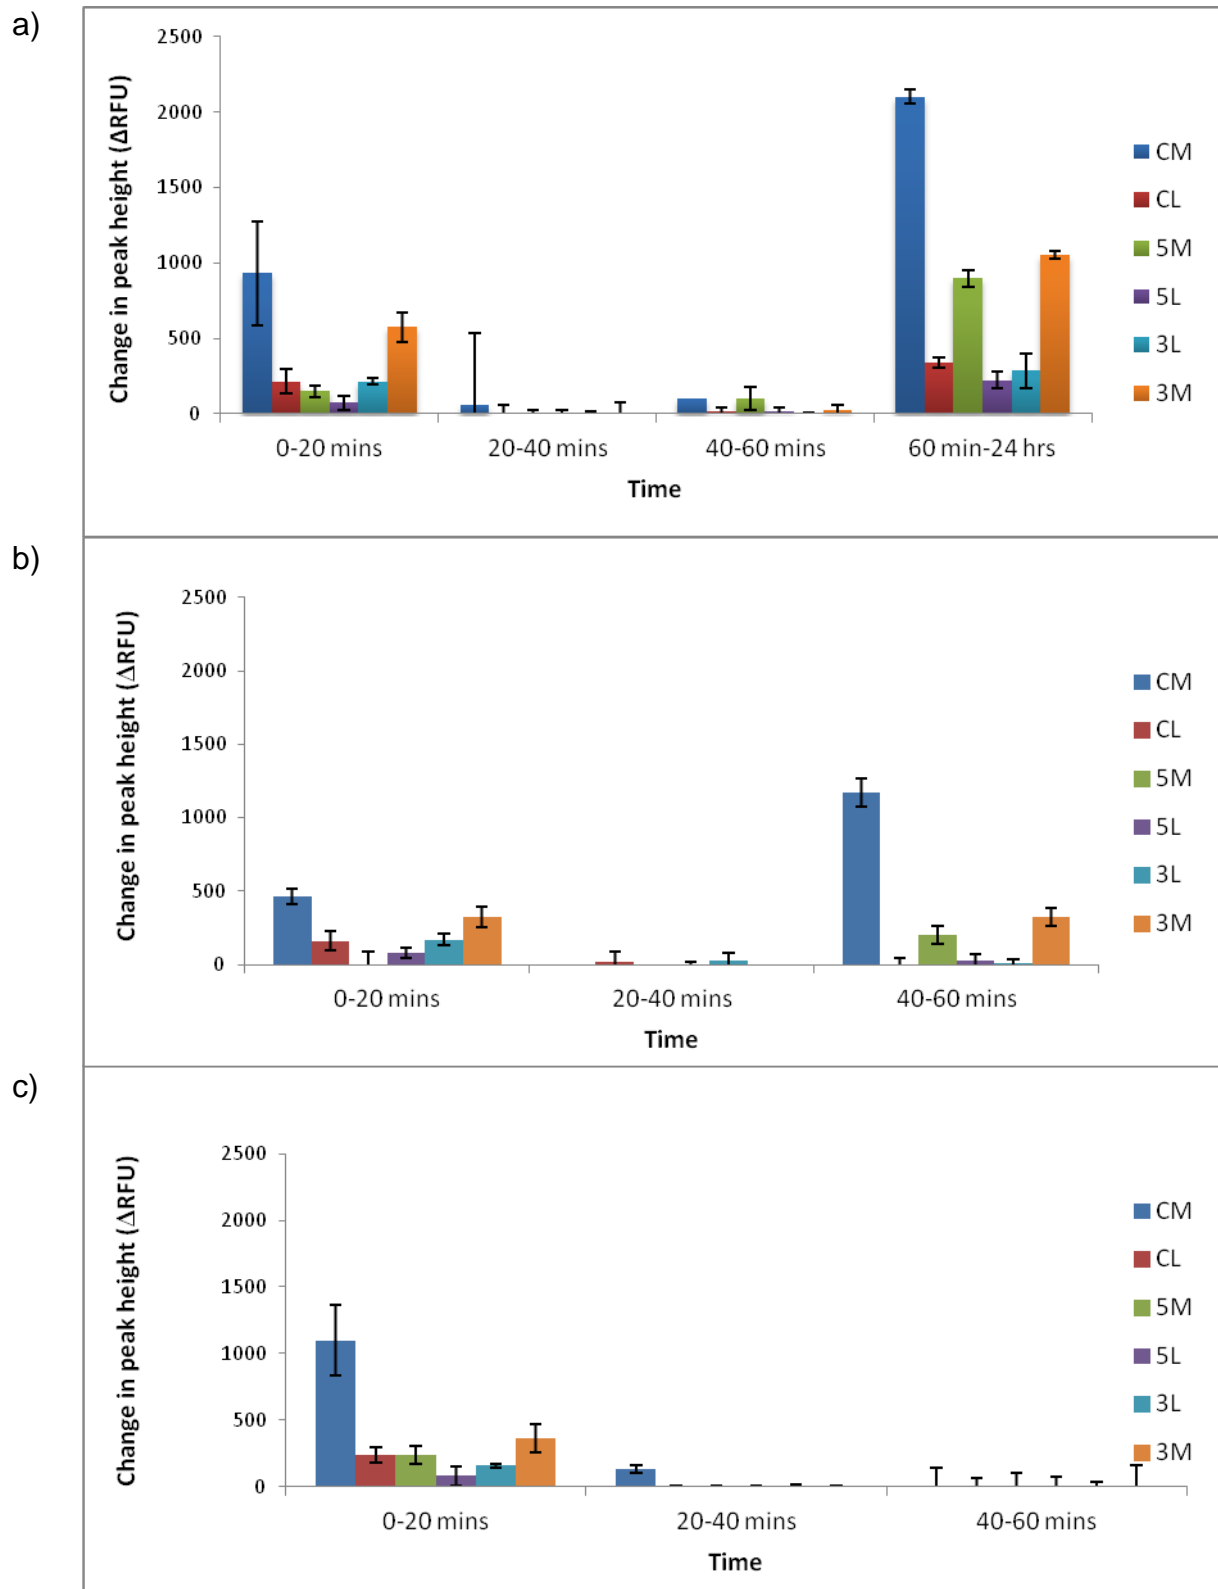 a)
Change in peak height (ΔRFU)
2500
2000
1500
1000
500
0
0-20 mins
20-40 mins
40-60 mins
60 min-24 hrs
Time
CM
CL
5M
5L
3L
3M
b)
Change in peak height (ΔRFU)
2500
2000
1500
1000
500
0
0-20 mins
20-40 mins
40-60 mins
Time
CM
CL
5M
5L
3L
3M
c)
Change in peak height (ΔRFU)
2500
2000
1500
1000
500
0
0-20 mins
20-40 mins
40-60 mins
Time
CM
CL
5M
5L
3L
3M